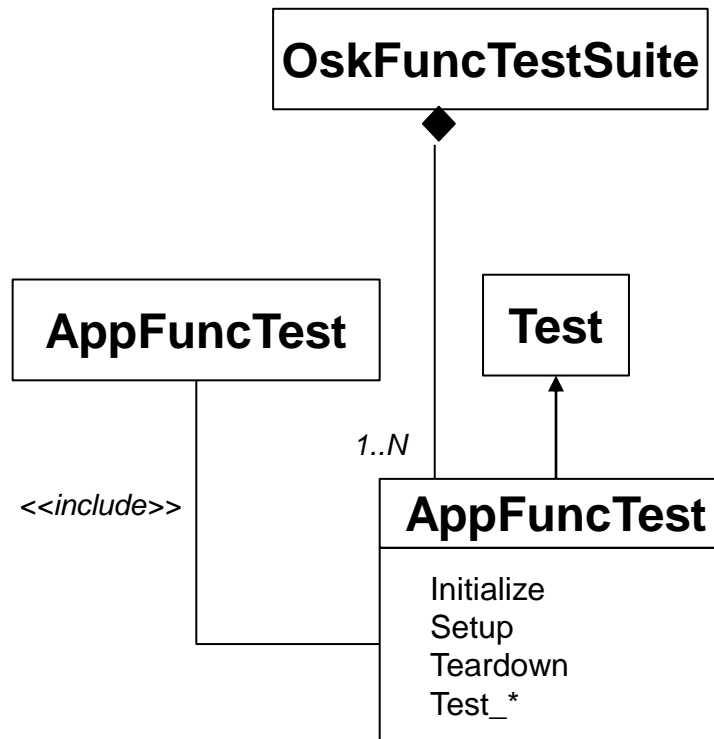 OskFuncTestSuite
AppFuncTest
Test
1..N
<<include>>
AppFuncTest
Initialize
Setup
Teardown
Test_*